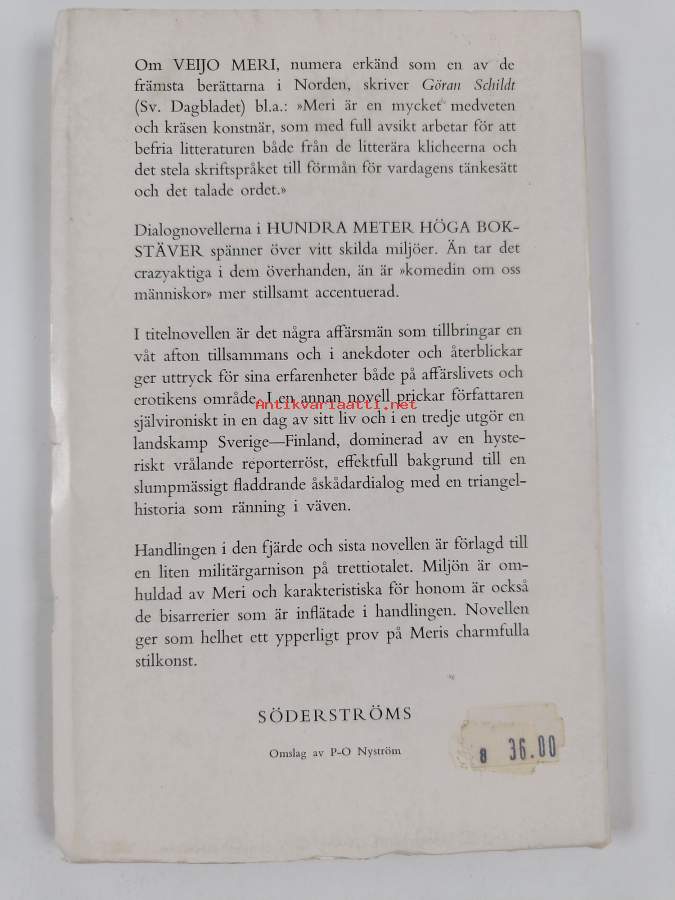 Om VEIJO MERI, numera erkänd som en av de
främsta berättarna i Norden, skriver Göran Schildt
(Sv. Dagbladet) bl.a.: »Meri är en mycket medveten
och kräsen konstnär, som med full avsikt arbetar för att
befria litteraturen både från de litterära klicheerna och
det stela skriftspråket till förmån för vardagens tänkesätt
och det talade ordet.»
Dialognovellerna i HUNDRA METER HÖGA BOK-
STÄVER spänner över vitt skilda miljöer. Än tar det
crazyaktiga i dem överhanden, än är »komedin om oss
människor» mer stillsamt accentuerad.
I titelnovellen är det några affärsmän som tillbringar en
våt afton tillsammans och i anekdoter och återblickar
ger uttryck för sina erfarenheter både på affärslivets och
erotikens område. I en annan novell prickar författaren
Antikvariaatti.net
självironiskt in en dag av sitt liv och i en tredje utgör en
landskamp Sverige—Finland, dominerad av en hyste-
riskt vrålande reporterröst, effektfull bakgrund till en
slumpmässigt fladdrande åskådardialog med en triangel-
historia som ränning i väven.
Handlingen i den fjärde och sista novellen är förlagd till
en liten militärgarnison på trettiotalet. Miljön är om-
huldad av Meri och karakteristiska för honom är också
de bisarrerier som är inflätade i handlingen. Novellen
ger som helhet ett ypperligt prov på Meris charmfulla
stilkonst.
SÖDERSTRÖMS
Omslag av P-O Nyström
8 36.00